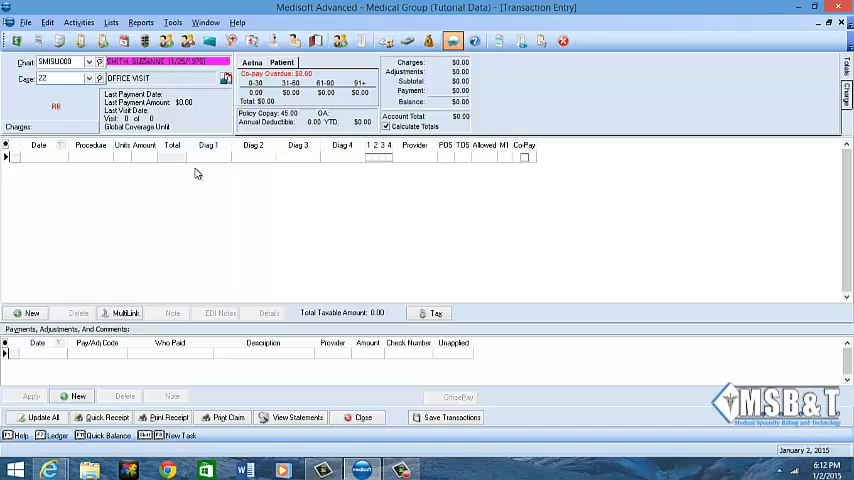 Medisoft Advanced - Medical Group (Tutorial Data) - [Transaction Entry]
File Edit Activities Lists Reports Tools Window Help
Chart: SMISU000 SMITH, SUZANNE (1/25/1976)
Case: 22 OFFICE VISIT
RB
Last Payment Date:
Last Payment Amount: $0.00
Last Visit Date:
Visit: 0 of 0
Global Coverage Until
Charges:
Aetna Patient
Co-pay Overdue: $0.00
0-30 31-60 61-90 91+
0.00 $0.00 $0.00 $0.00
Total: $0.00
Policy Copay: 45.00 OA:
Annual Deductible: 0.00 YTD: $0.00
Charges: $0.00
Adjustments: $0.00
Subtotal: $0.00
Payment: $0.00
Balance: $0.00
Account Total: $0.00
Calculate Totals
Totals
Charge
Date Procedure Units Amount Total Diag 1 Diag 2 Diag 3 Diag 4 1 2 3 4 Provider POS TOS Allowed M1 Co-Pay
New Delete MultiLink Note EDI Notes Details Total Taxable Amount: 0.00 Tax
Payments, Adjustments, And Comments:
Date Pay/Adj Code Who Paid Description Provider Amount Check Number Unapplied
Apply New Delete Note OfficePay
Update All Quick Receipt Print Receipt Print Claim View Statements Close Save Transactions
MSB&T
Medical Specialty Billing and Technology
F1 Help F7 Ledger F11 Quick Balance Shift F9 New Task
January 2, 2015
medisoft
6:12 PM
1/2/2015